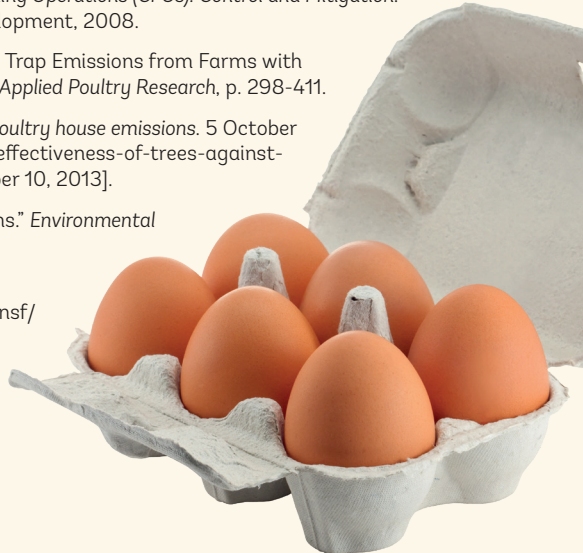 Operations (CFOs): Control and Mitigation.
opment, 2008.
Trap Emissions from Farms with
Applied Poultry Research, p. 298-411.
oultry house emissions. 5 October
effectiveness-of-trees-against-
ber 10, 2013].
ns.” Environmental
nsf/